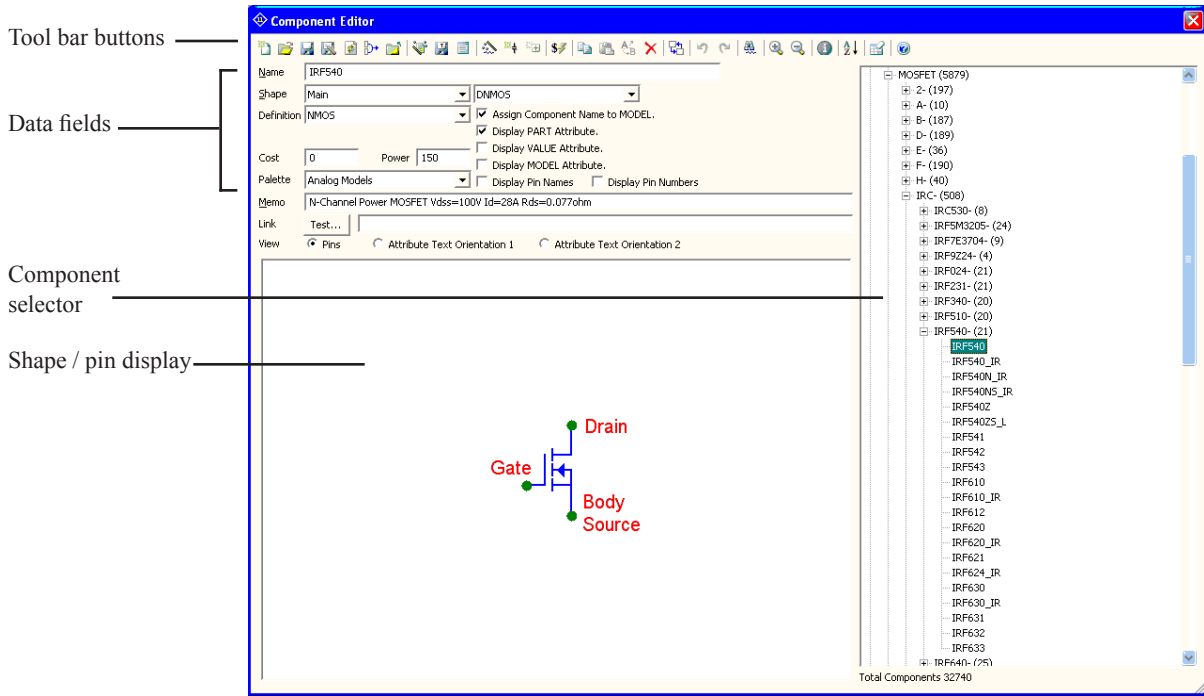 Component Editor
Tool bar buttons
Data fields
Component
selector
Shape / pin display
Name IRF540
Shape Main DNMOS
Definition NMOS Assign Component Name to MODEL.
Display PART Attribute.
Display VALUE Attribute.
Cost 0 Power 150 Display MODEL Attribute.
Palette Analog Models Display Pin Names Display Pin Numbers
Memo N-Channel Power MOSFET Vdss=100V Id=28A Rds=0.077ohm
Link Test...
View Pins Attribute Text Orientation 1 Attribute Text Orientation 2
Drain
Gate
Body
Source
MOSFET (5879)
2- (197)
A- (10)
B- (187)
D- (189)
E- (36)
F- (190)
H- (40)
IRC- (508)
IRC530- (8)
IRF5M3205- (24)
IRF7E3704- (9)
IRF9Z24- (4)
IRF024- (21)
IRF231- (21)
IRF340- (20)
IRF510- (20)
IRF540- (21)
IRF540
IRF540_IR
IRF540N_IR
IRF540NS_IR
IRF540Z
IRF540ZS_L
IRF541
IRF542
IRF543
IRF610
IRF610_IR
IRF612
IRF620
IRF620_IR
IRF621
IRF624_IR
IRF630
IRF630_IR
IRF631
IRF632
IRF633
IRF640- (25)
Total Components 32740